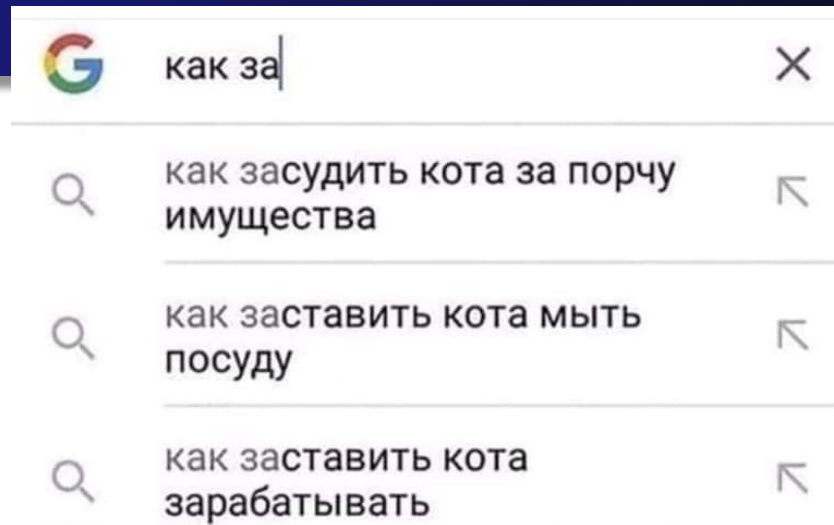 как за
как засудить кота за порчу
имущества
как заставить кота мыть
посуду
как заставить кота
зарабатывать